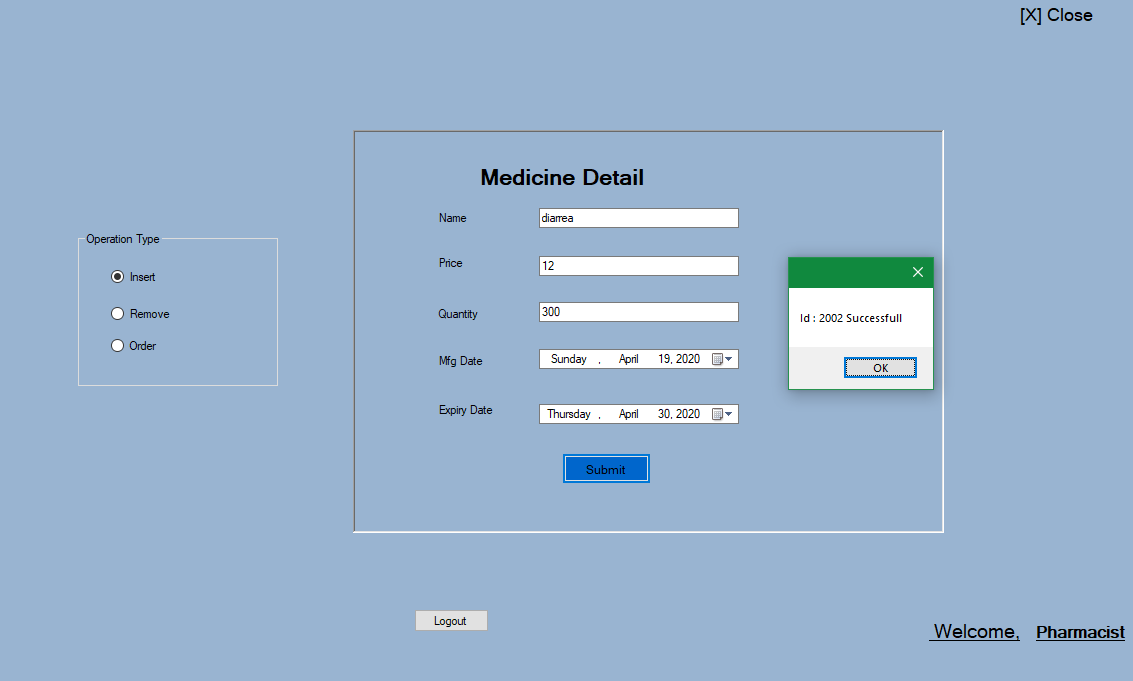 [X] Close
Medicine Detail
Name
diarrea
Operation Type
Price
12
Insert
Id : 2002 Successfull
Remove
Quantity
300
Order
Mfg Date
Sunday , April 19, 2020
OK
Expiry Date
Thursday , April 30, 2020
Submit
Logout
Welcome, Pharmacist